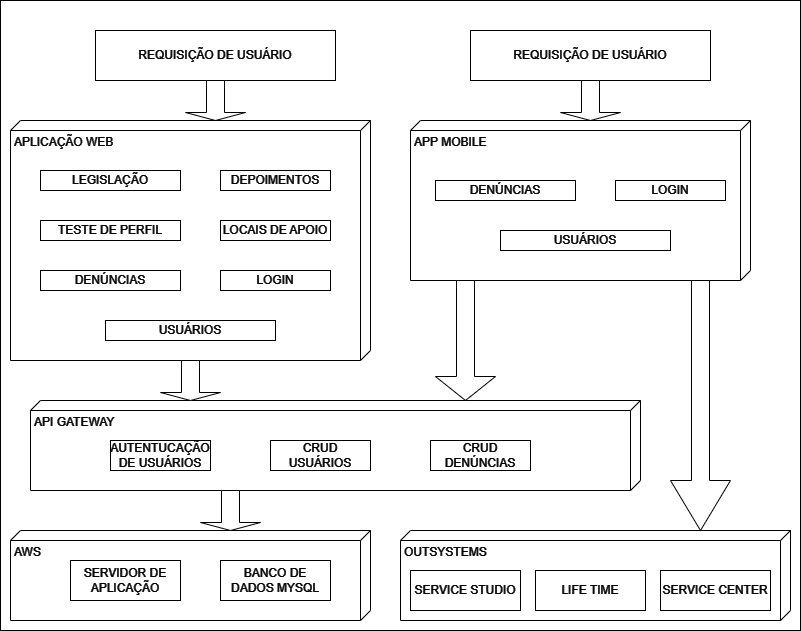 REQUISIÇÃO DE USUÁRIO
REQUISIÇÃO DE USUÁRIO
APLICAÇÃO WEB
LEGISLAÇÃO
DEPOIMENTOS
TESTE DE PERFIL
LOCAIS DE APOIO
DENÚNCIAS
LOGIN
USUÁRIOS
APP MOBILE
DENÚNCIAS
LOGIN
USUÁRIOS
API GATEWAY
AUTENTUCAÇÃO
DE USUÁRIOS
CRUD
USUÁRIOS
CRUD
DENÚNCIAS
AWS
SERVIDOR DE
APLICAÇÃO
BANCO DE
DADOS MYSQL
OUTSYSTEMS
SERVICE STUDIO
LIFE TIME
SERVICE CENTER